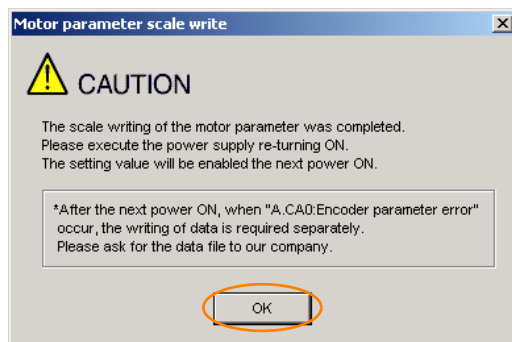 Motor parameter scale write
CAUTION
The scale writing of the motor parameter was completed.
Please execute the power supply re-turning ON.
The setting value will be enabled the next power ON.
*After the next power ON, when "A.CA0:Encoder parameter error"
occur, the writing of data is required separately.
Please ask for the data file to our company.
OK